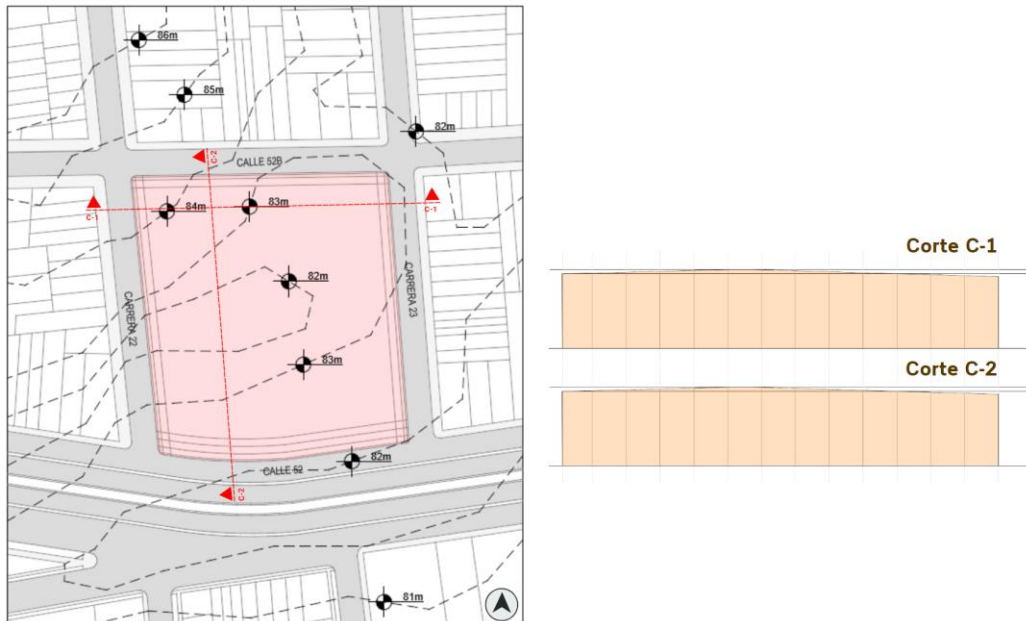 86m
85m
82m
C-2
CALLE 52B
84m
83m
C-1
C-1
82m
CARRERA 22
CARRERA 23
83m
82m
CALLE 52
C-2
81m
Corte C-1
Corte C-2